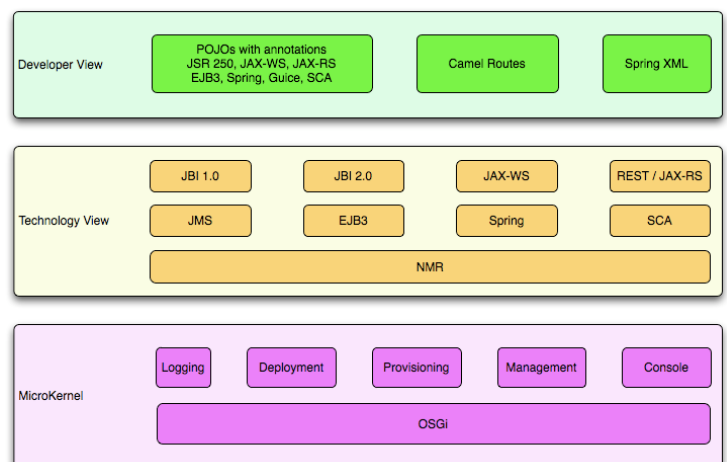 Developer View
POJOs with annotations
JSR 250, JAX-WS, JAX-RS
EJB3, Spring, Guice, SCA
Camel Routes
Spring XML
Technology View
JBI 1.0
JBI 2.0
JAX-WS
REST / JAX-RS
JMS
EJB3
Spring
SCA
NMR
MicroKernel
Logging
Deployment
Provisioning
Management
Console
OSGi